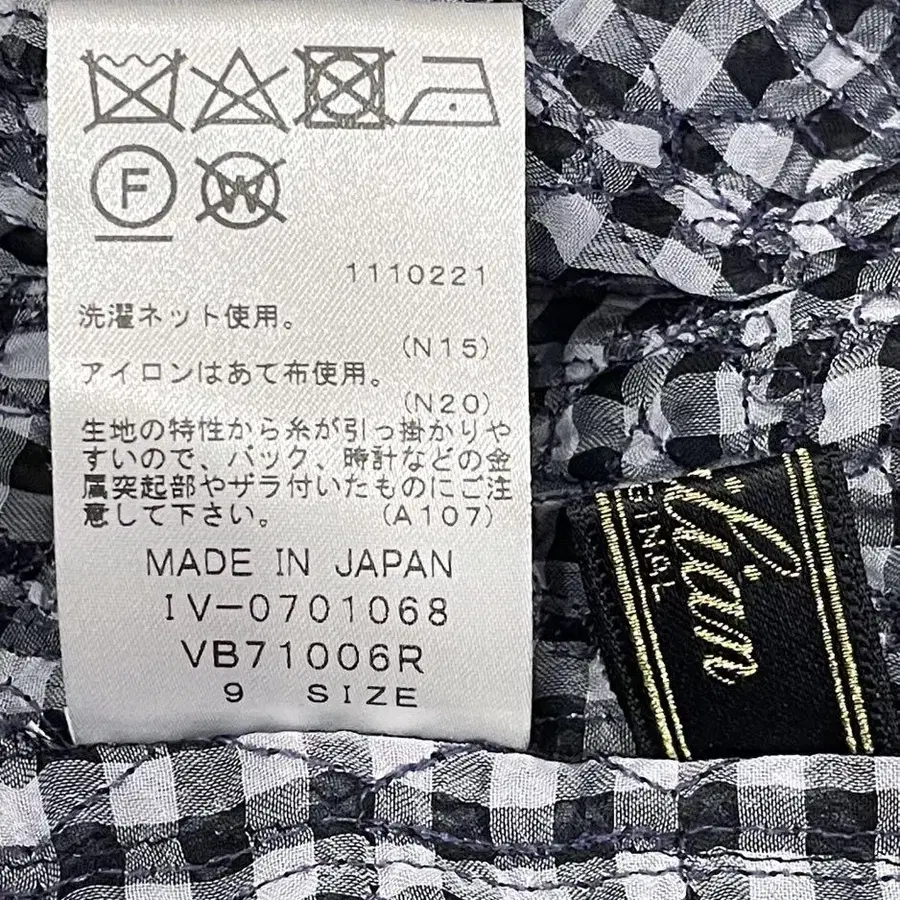 F
W
1110221
洗濯ネット使用。
(N15)
アイロンはあて布使用。
(N20)
生地の特性から糸が引っ掛かりや
すいので、バック、時計などの金
属突起部やザラ付いたものにご注
意して下さい。 (A107)
MADE IN JAPAN
IV-0701068
VB71006R
9 SIZE